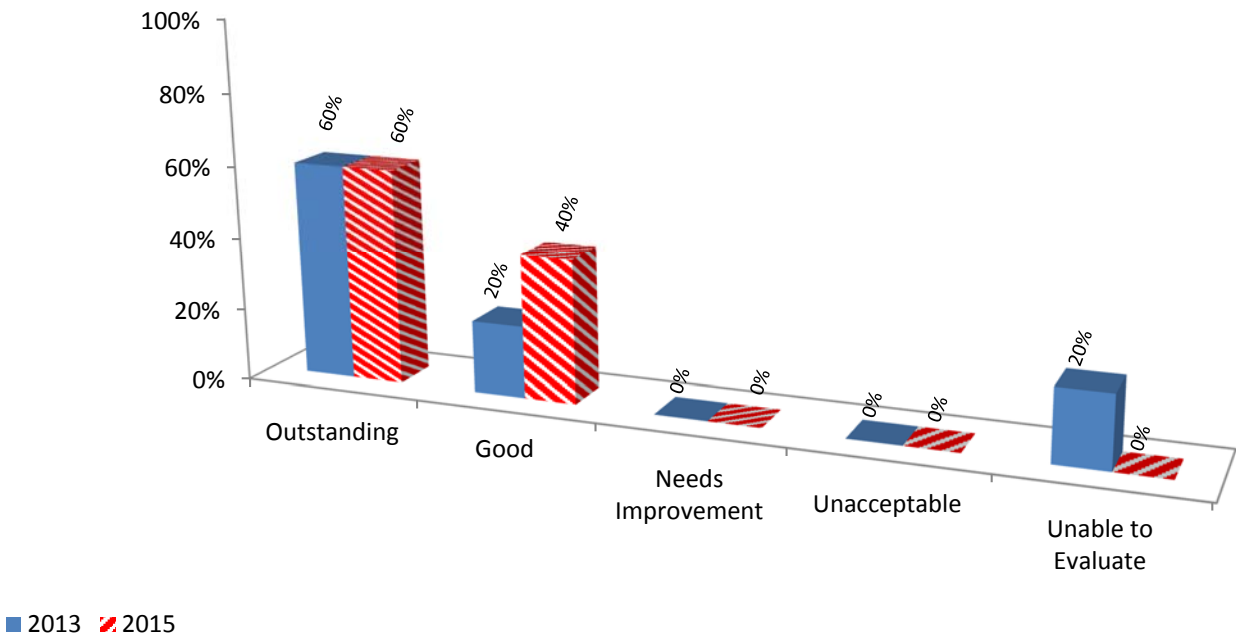 100%
80%
60%
40%
20%
0%
60%
60%
20%
40%
0%
0%
0%
0%
20%
0%
Outstanding
Good
Needs
Improvement
Unacceptable
Unable to
Evaluate
2013 2015